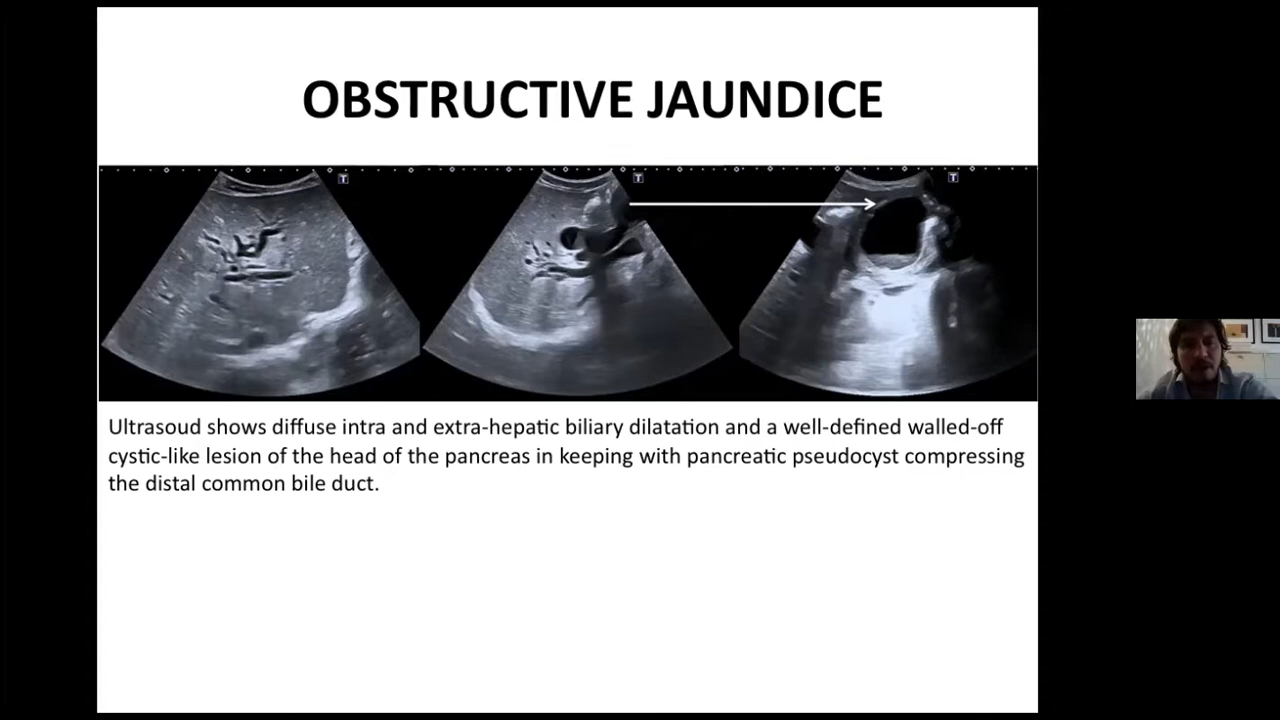 OBSTRUCTIVE JAUNDICE
T T T
Ultrasoud shows diffuse intra and extra-hepatic biliary dilatation and a well-defined walled-off
cystic-like lesion of the head of the pancreas in keeping with pancreatic pseudocyst compressing
the distal common bile duct.